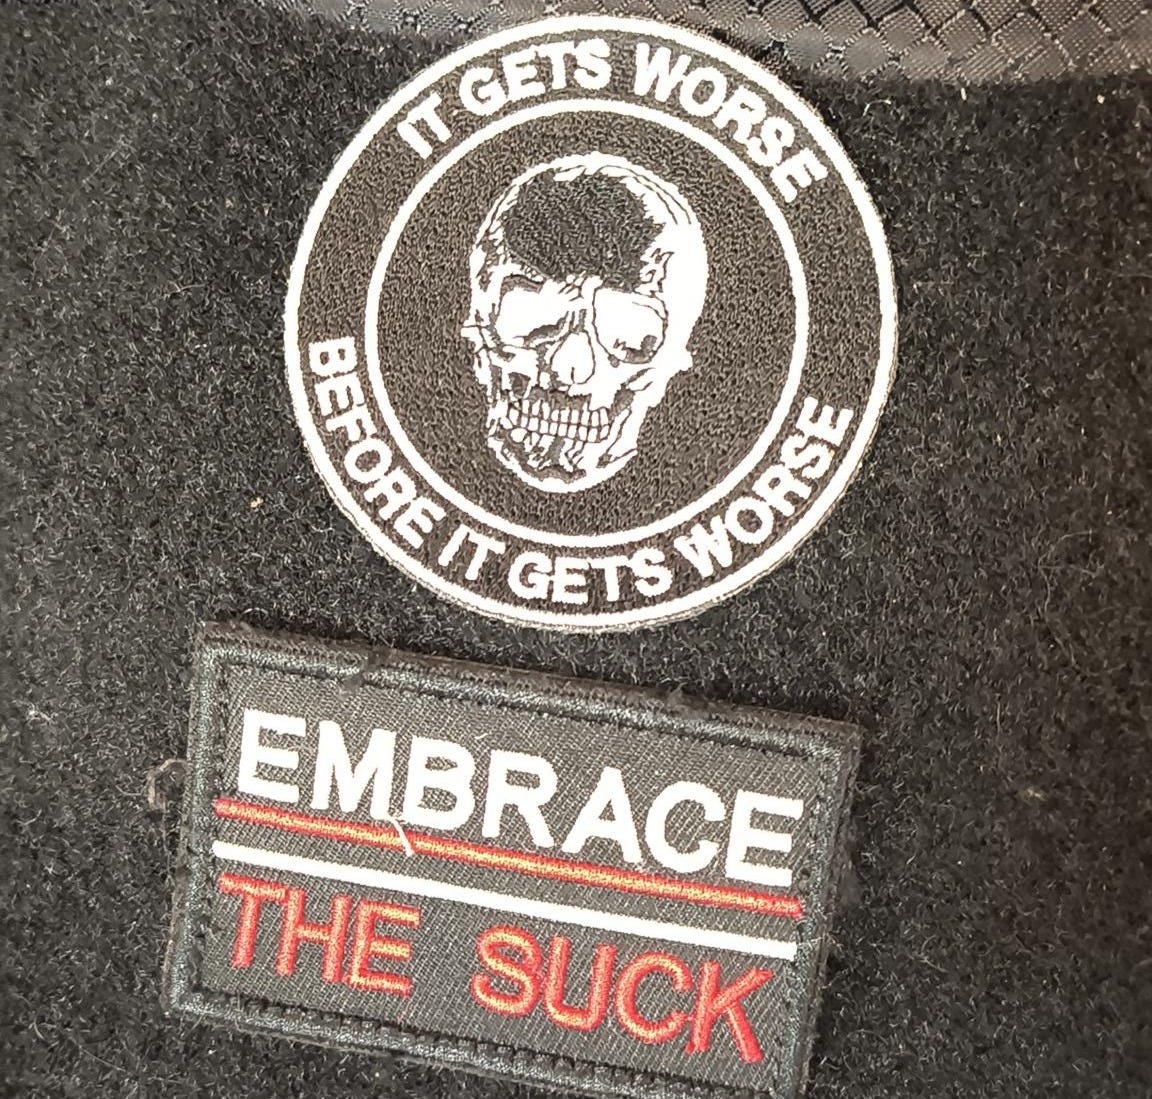 IT GETS WORSE
BEFORE IT GETS WORSE
EMBRACE
THE SUCK